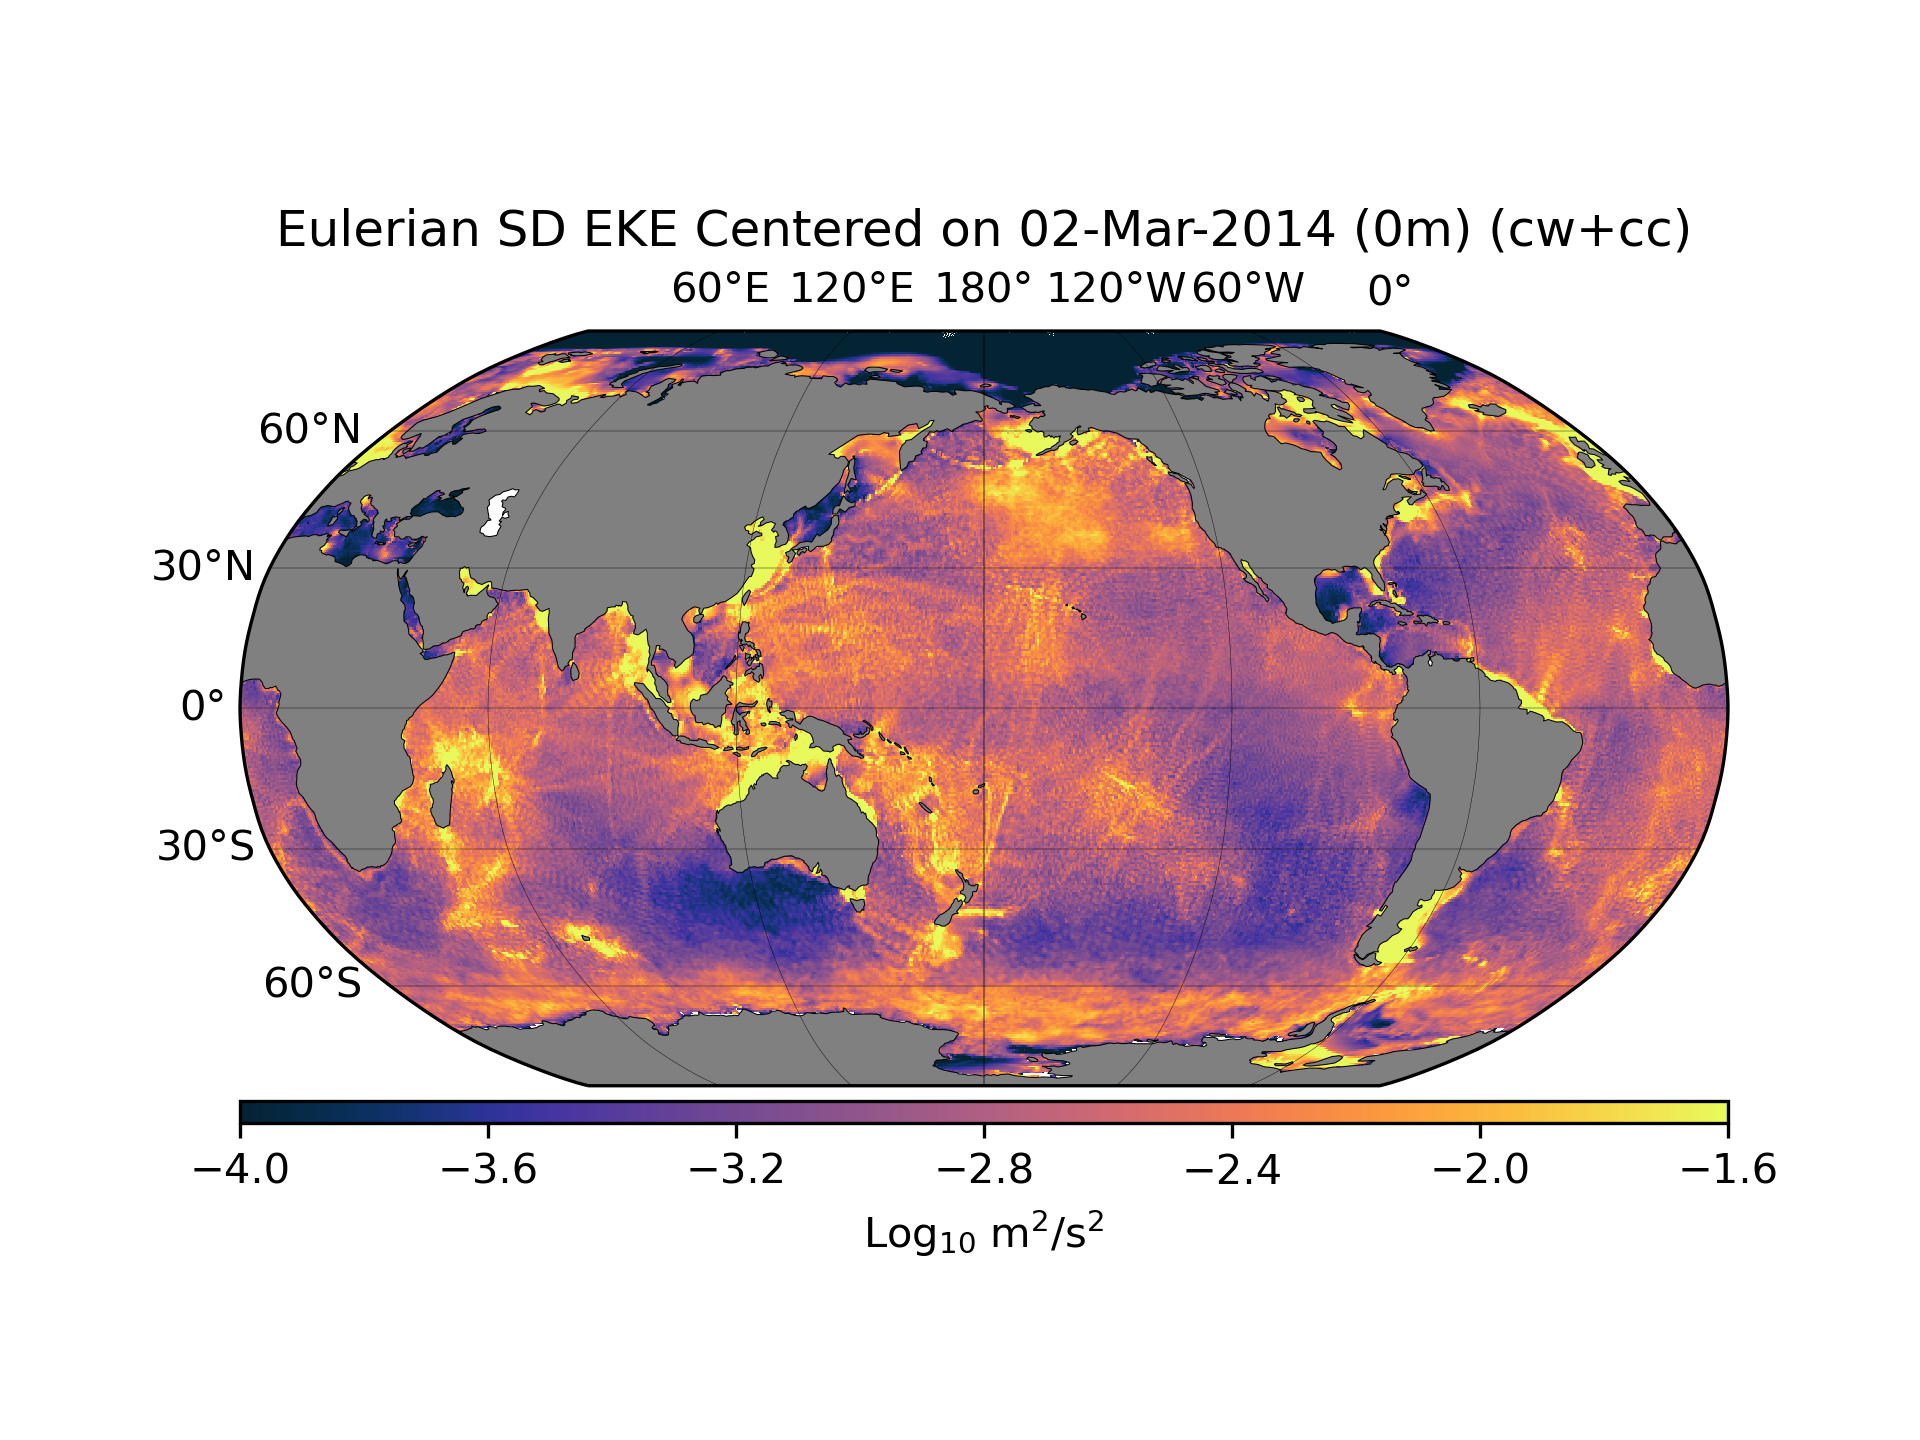 Eulerian SD EKE Centered on 02-Mar-2014 (0m) (cw+cc)
60°E 120°E 180° 120°W 60°W 0°
60°N
30°N
0°
30°S
60°S
−4.0 −3.6 −3.2 −2.8 −2.4 −2.0 −1.6
Log₁₀ m²/s²